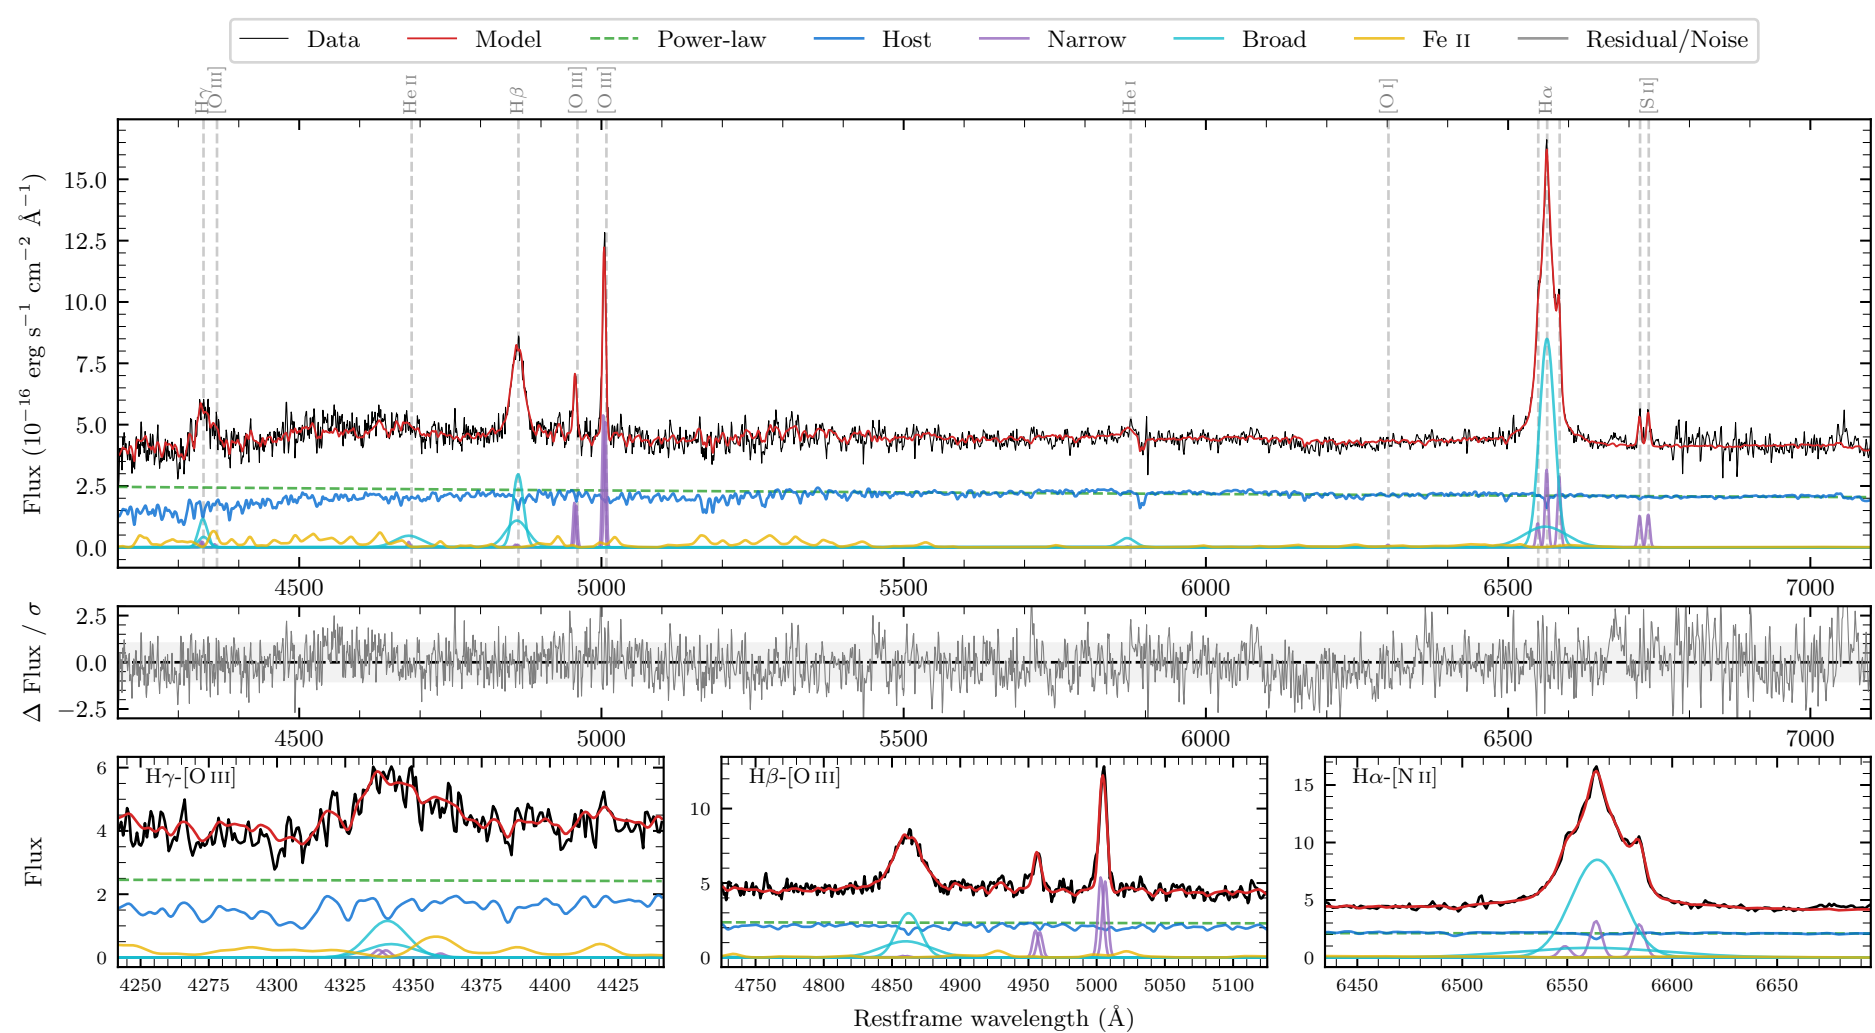 Data Model Power-law Host Narrow Broad Fe II Residual/Noise
Hγ [O III] He II Hβ [O III] [O III] He I [O I] Hα [S II]
Flux (10−16 erg s−1 cm−2 Å−1)
15.0
12.5
10.0
7.5
5.0
2.5
0.0
4500 5000 5500 6000 6500 7000
Δ Flux / σ
2.5
0.0
−2.5
4500 5000 5500 6000 6500 7000
Flux
Hγ-[O III]
6
4
2
0
4250 4275 4300 4325 4350 4375 4400 4425
Hβ-[O III]
10
5
0
4750 4800 4850 4900 4950 5000 5050 5100
Hα-[N II]
15
10
5
0
6450 6500 6550 6600 6650
Restframe wavelength (Å)